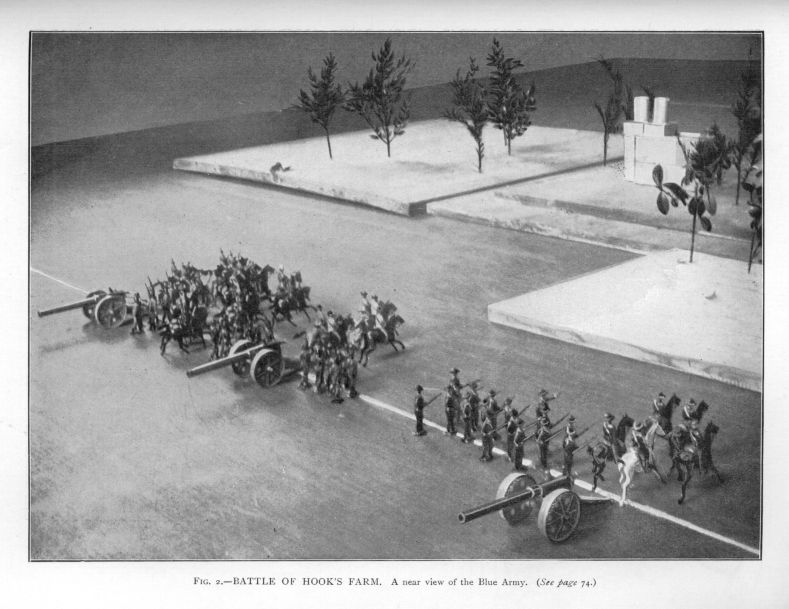 FIG. 2.—BATTLE OF HOOK'S FARM. A near view of the Blue Army. (See page 74.)